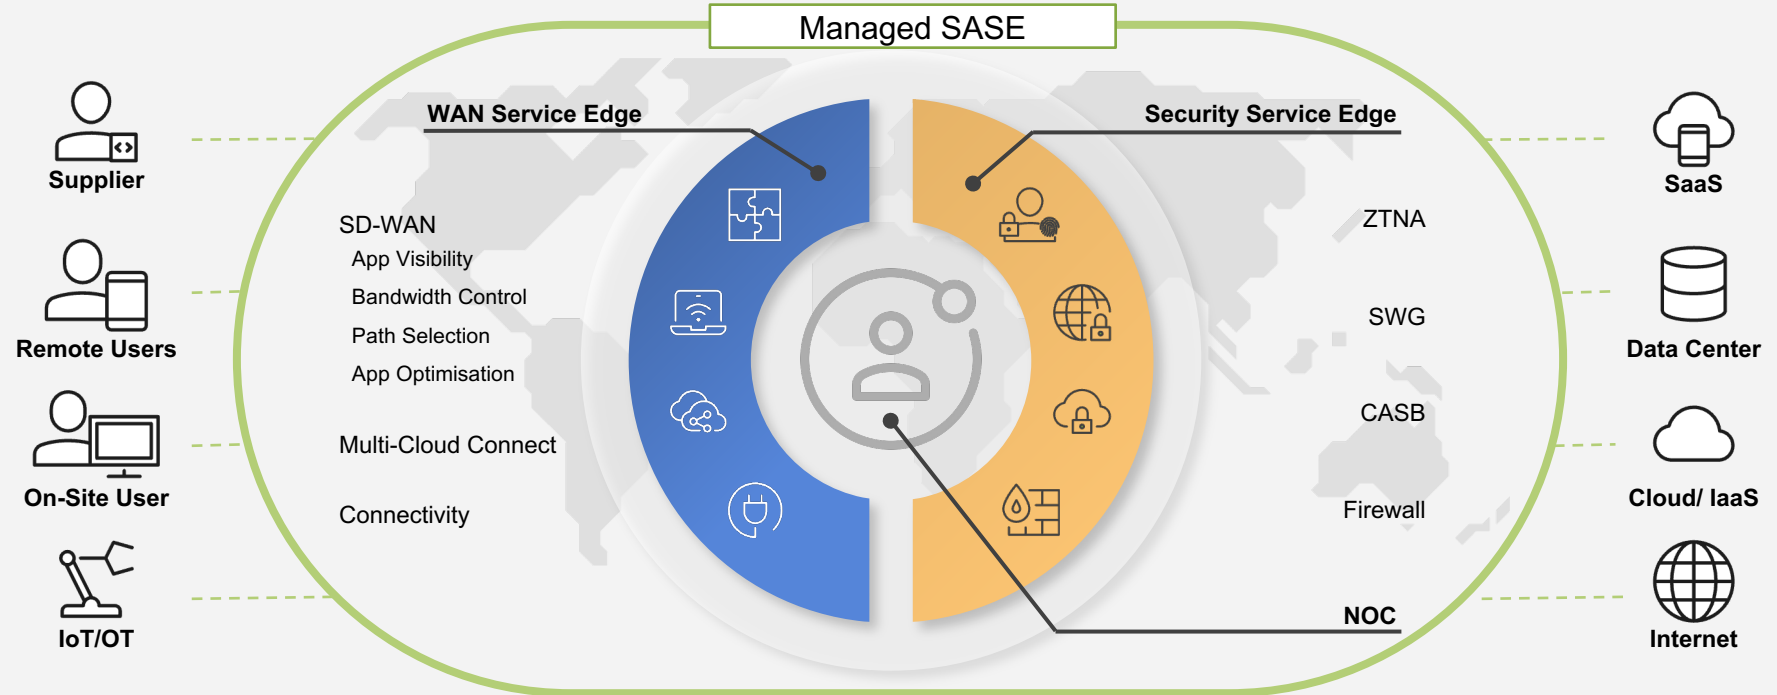 Managed SASE
WAN Service Edge
Security Service Edge
Supplier
Remote Users
On-Site User
IoT/OT
SD-WAN
App Visibility
Bandwidth Control
Path Selection
App Optimisation
Multi-Cloud Connect
Connectivity
ZTNA
SWG
CASB
Firewall
NOC
SaaS
Data Center
Cloud/ IaaS
Internet